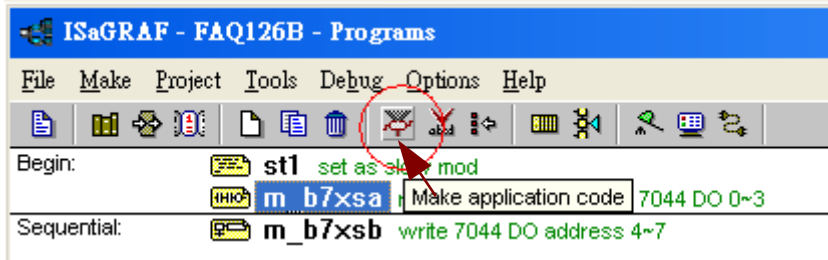 ISaGRAF - FAQ126B - Programs
File Make Project Tools Debug Options Help
Begin: st1 set as mod
m_b7xsa Make application code 7044 DO 0~3
Sequential: m_b7xsb write 7044 DO address 4~7